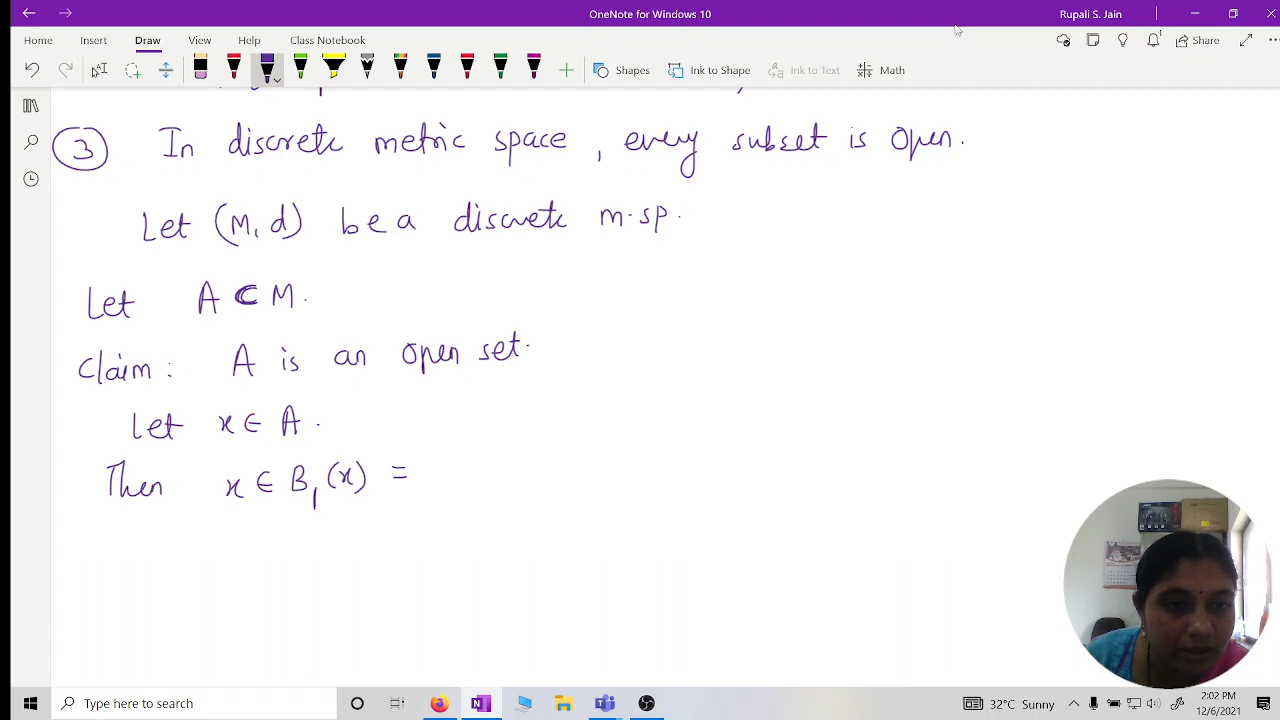 OneNote for Windows 10
Rupali S. Jain
Home Insert Draw View Help Class Notebook
Share
Shapes Ink to Shape Ink to Text Math
③ In discrete metric space, every subset is open.
Let (M, d) be a discrete m.sp.
Let A ⊂ M.
Claim: A is an open set.
Let x ∈ A.
Then x ∈ B₁(x) =
Type here to search
32°C Sunny
2:02 PM
12/6/2021